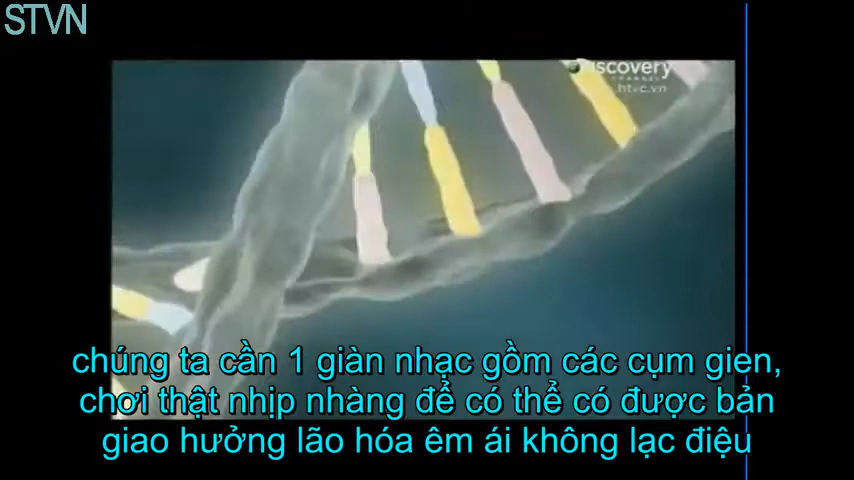 STVN
Discovery
CHANNEL
htvc.vn
chúng ta cần 1 giàn nhạc gồm các cụm gien,
chơi thật nhịp nhàng để có thể có được bản
giao hưởng lão hóa êm ái không lạc điệu